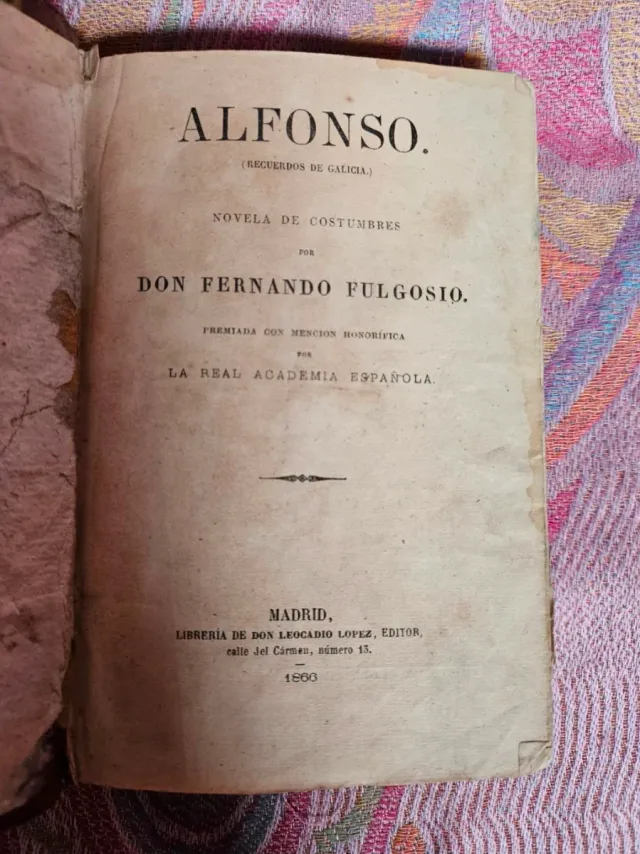 ALFONSO.
(RECUERDOS DE GALICIA.)
NOVELA DE COSTUMBRES
POR
DON FERNANDO FULGOSIO.
PREMIADA CON MENCION HONORÍFICA
POR
LA REAL ACADEMIA ESPAÑOLA.
MADRID,
LIBRERÍA DE DON LEOCADIO LOPEZ, EDITOR,
calle del Cármen, número 13.
1866